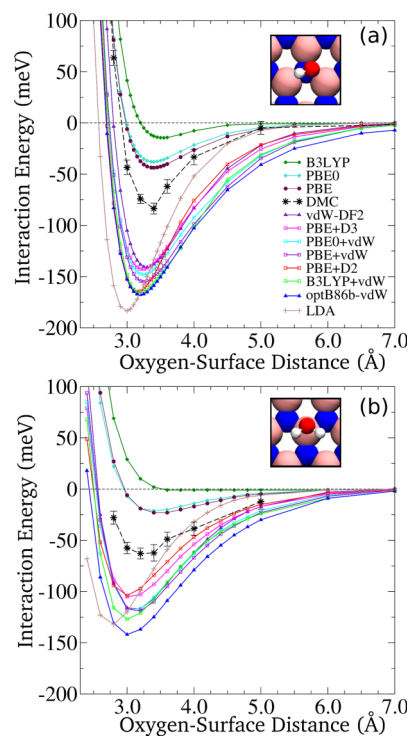 (a)
100
50
0
-50
-100
-150
-200
Interaction Energy (meV)
B3LYP
PBE0
PBE
DMC
vdW-DF2
PBE+D3
PBE0+vdW
PBE+vdW
PBE+D2
B3LYP+vdW
optB86b-vdW
LDA
3.0 4.0 5.0 6.0 7.0
Oxygen-Surface Distance (Å)
(b)
100
50
0
-50
-100
-150
-200
Interaction Energy (meV)
3.0 4.0 5.0 6.0 7.0
Oxygen-Surface Distance (Å)